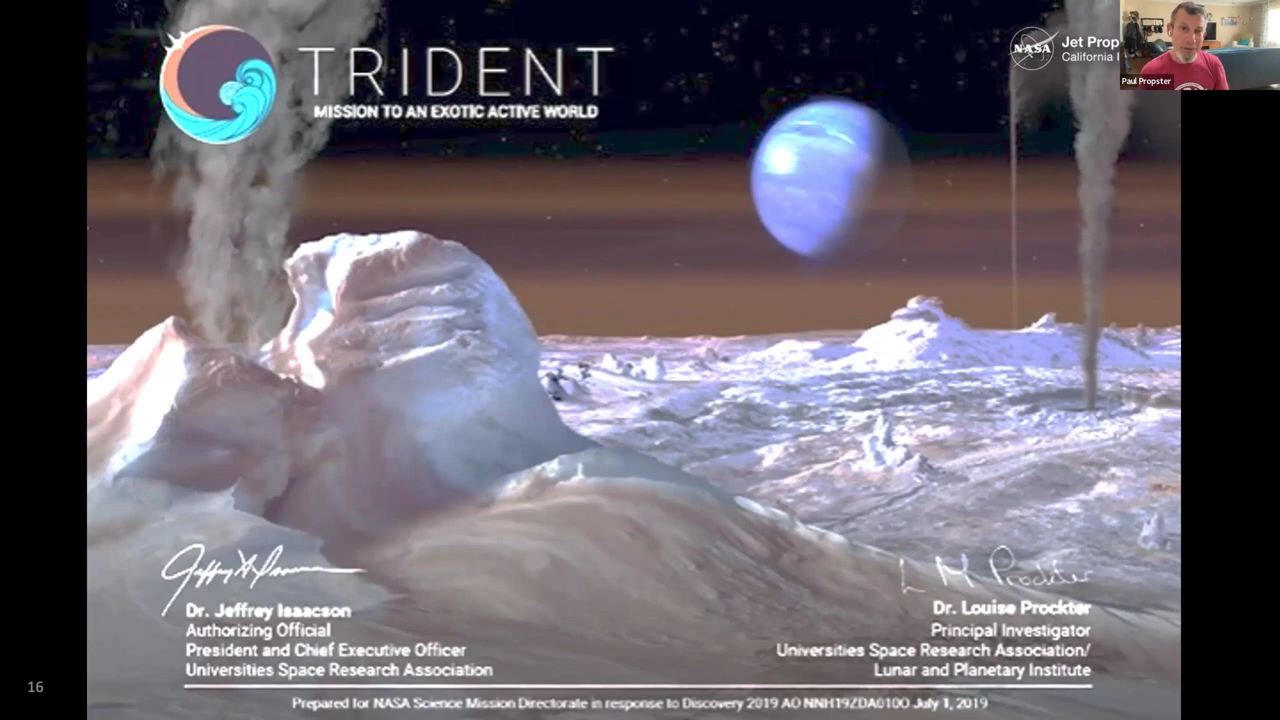 TRIDENT
MISSION TO AN EXOTIC ACTIVE WORLD
NASA
Jet Prop
California I
Paul Propster
Dr. Jeffrey Isaacson
Authorizing Official
President and Chief Executive Officer
Universities Space Research Association
L M Prockter
Dr. Louise Prockter
Principal Investigator
Universities Space Research Association/
Lunar and Planetary Institute
Prepared for NASA Science Mission Directorate in response to Discovery 2019 AO NNH19ZDA010O July 1, 2019
16